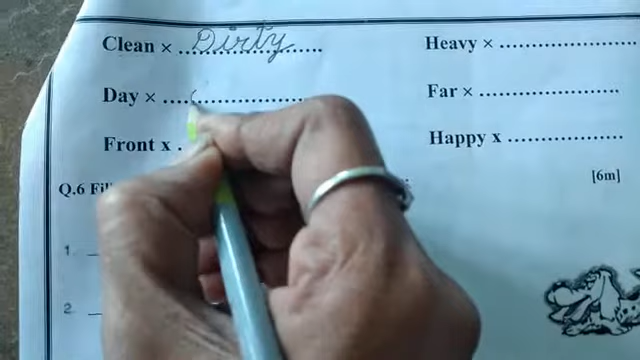 Clean × ...Dirty... Heavy × ...................
Day × ................... Far × ...................
Front x . Happy x ...................
Q.6 [6m]
1.
2.